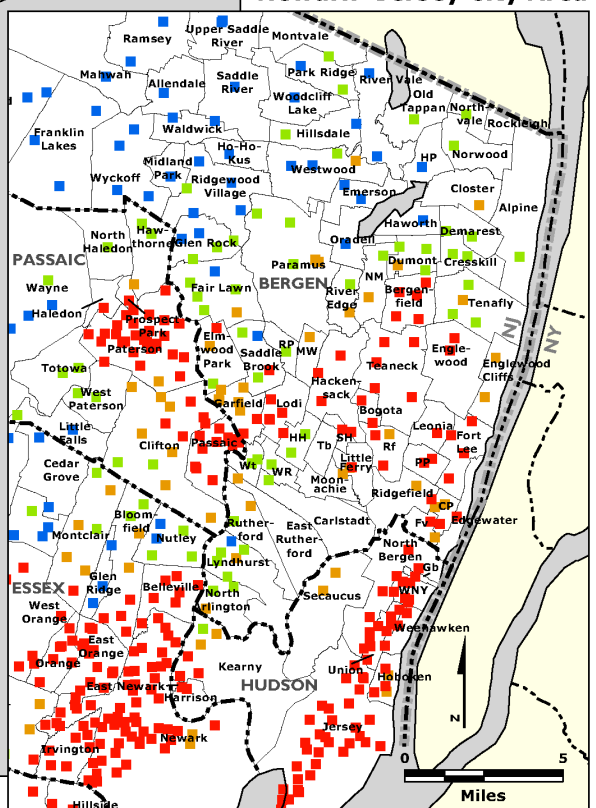 Ramsey
Upper Saddle
River
Montvale
Mahwah
Allendale
Saddle
River
Park Ridge
River Vale
Woodcliff
Lake
Old
Tappan
North-
vale
Rockleigh
Franklin
Lakes
Waldwick
Hillsdale
Ho-Ho-
Kus
Midland
Park
Westwood
HP
Norwood
Wyckoff
Ridgewood
Village
Emerson
Closter
Alpine
PASSAIC
North
Haledon
Haw-
thorne
Glen Rock
Oradell
Haworth
Demarest
Paramus
Dumont
Cresskill
Wayne
BERGEN
NM
Fair Lawn
River
Edge
Bergen-
field
Tenafly
Haledon
Prospect
Park
Paterson
NJ
NY
Elm-
wood
Park
Saddle
Brook
RP
MW
Engle-
wood
Totowa
Teaneck
Englewood
Cliffs
West
Paterson
Hacken-
sack
Garfield
Lodi
Bogota
Little
Falls
Leonia
Fort
Lee
Clifton
Passaic
HH
Tb
SH
Rf
Cedar
Grove
Wt
WR
Little
Ferry
PP
Moon-
achie
Ridgefield
CP
Bloom-
field
Ruther-
ford
East
Ruther-
ford
Carlstadt
Fv
Edgewater
Montclair
Nutley
North
Bergen
Lyndhurst
Gb
ESSEX
Glen
Ridge
Belleville
North
Arlington
Secaucus
WNY
West
Orange
Weehawken
East
Orange
Orange
Kearny
Union
Hoboken
East Newark
HUDSON
Harrison
Jersey
Newark
Irvington
N
0
5
Miles
Hillside